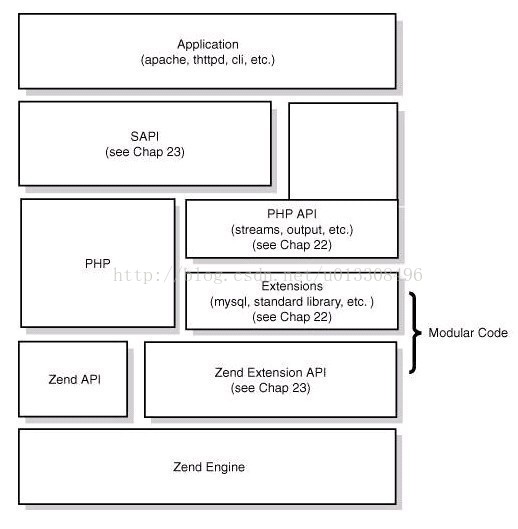 Application
(apache, thttpd, cli, etc.)
SAPI
(see Chap 23)
PHP API
(streams, output, etc.)
(see Chap 22)
PHP
http://blog.csdn.net/u013308496
Extensions
(mysql, standard library, etc. )
(see Chap 22)
Modular Code
Zend API
Zend Extension API
(see Chap 23)
Zend Engine